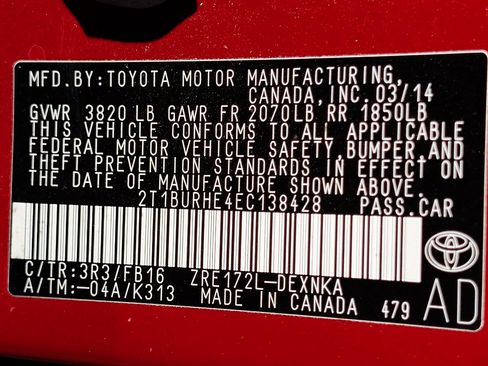 MFD. BY: TOYOTA MOTOR MANUFACTURING,
CANADA, INC. 03/14
GVWR 3820 LB GAWR FR 2070LB RR 1850LB
THIS VEHICLE CONFORMS TO ALL APPLICABLE
FEDERAL MOTOR VEHICLE SAFETY, BUMPER, AND
THEFT PREVENTION STANDARDS IN EFFECT ON
THE DATE OF MANUFACTURE SHOWN ABOVE.
2T1BURHE4EC138428 PASS. CAR
C/TR: 3R3/FB16 ZRE172L-DEXNKA
A/TM: -04A/K313 MADE IN CANADA 479 AD